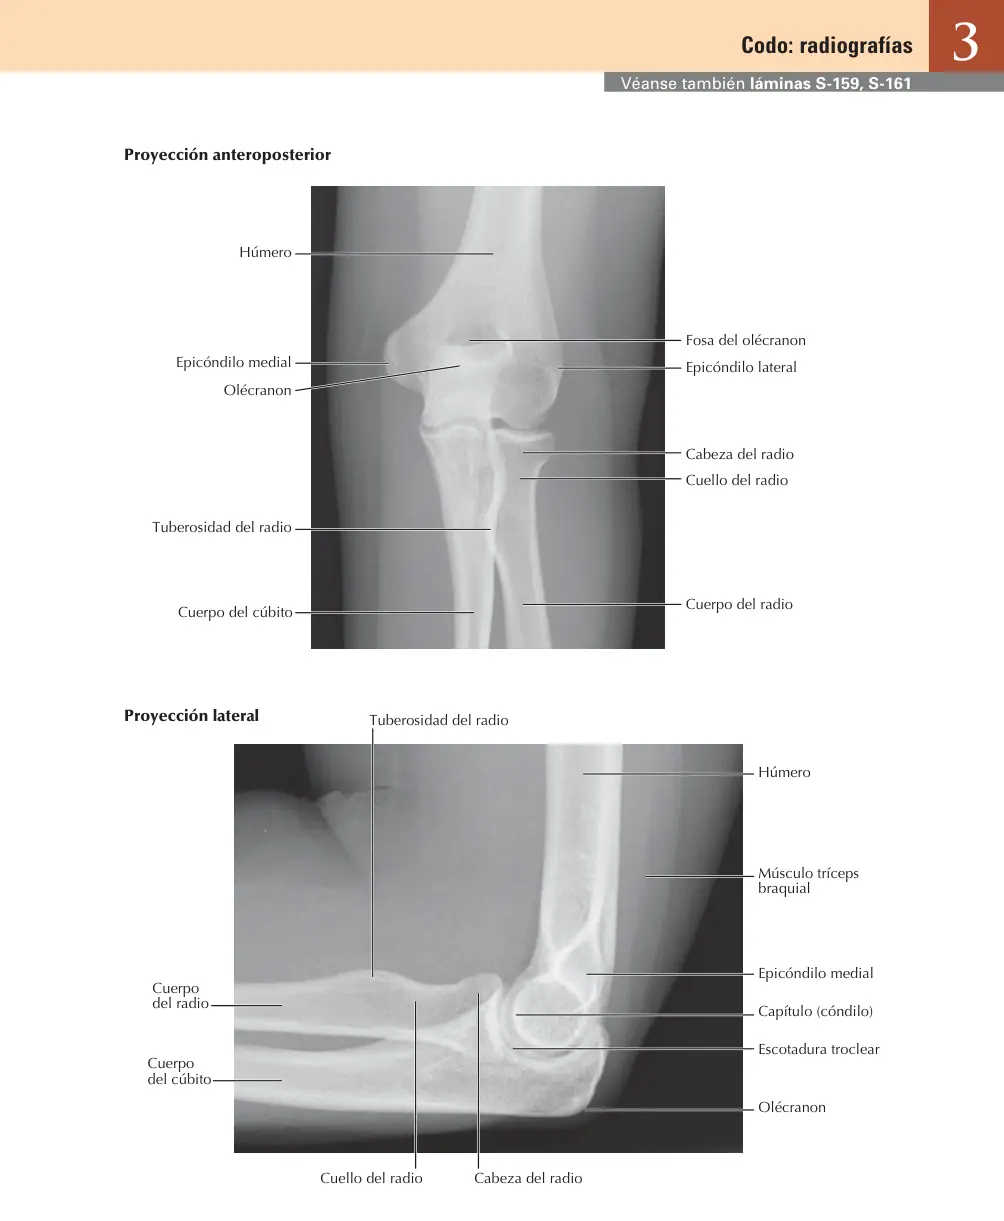 Codo: radiografías
3
Véanse también láminas S-159, S-161
Proyección anteroposterior
Húmero
Fosa del olécranon
Epicóndilo medial
Epicóndilo lateral
Olécranon
Cabeza del radio
Cuello del radio
Tuberosidad del radio
Cuerpo del cúbito
Cuerpo del radio
Proyección lateral
Tuberosidad del radio
Húmero
Músculo tríceps
braquial
Epicóndilo medial
Cuerpo
del radio
Capítulo (cóndilo)
Escotadura troclear
Cuerpo
del cúbito
Olécranon
Cuello del radio
Cabeza del radio